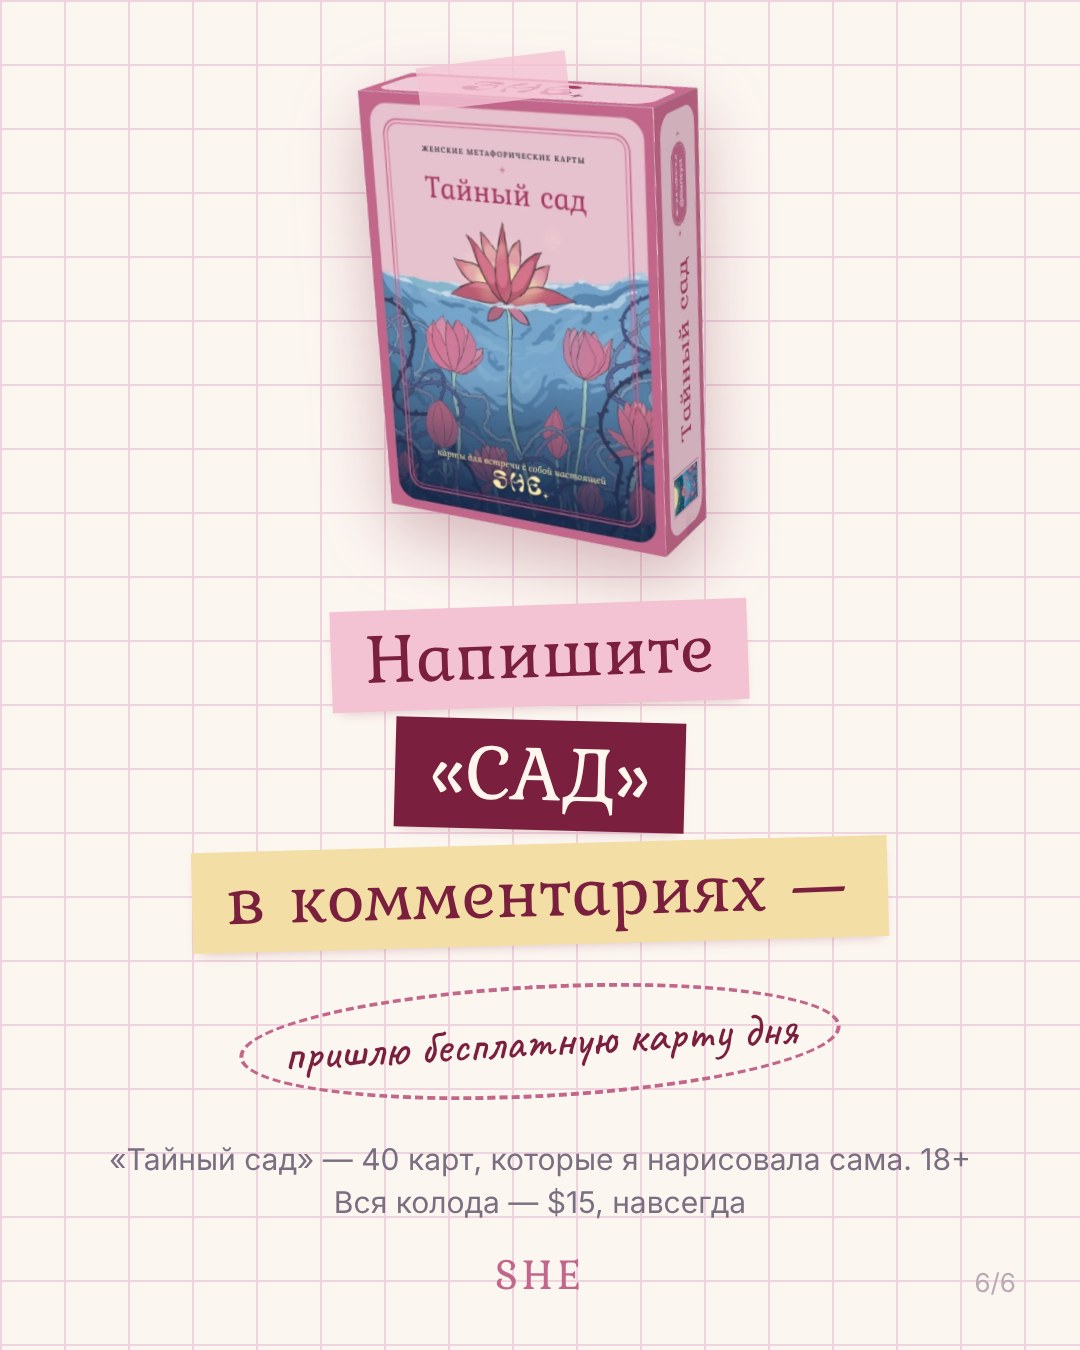 SHE
ЖЕНСКИЕ МЕТАФОРИЧЕСКИЕ КАРТЫ
Тайный сад
Тайный сад
карты для встречи с собой настоящей
SHE
Напишите
«САД»
в комментариях —
пришлю бесплатную карту дня
«Тайный сад» — 40 карт, которые я нарисовала сама. 18+
Вся колода — $15, навсегда
SHE
6/6